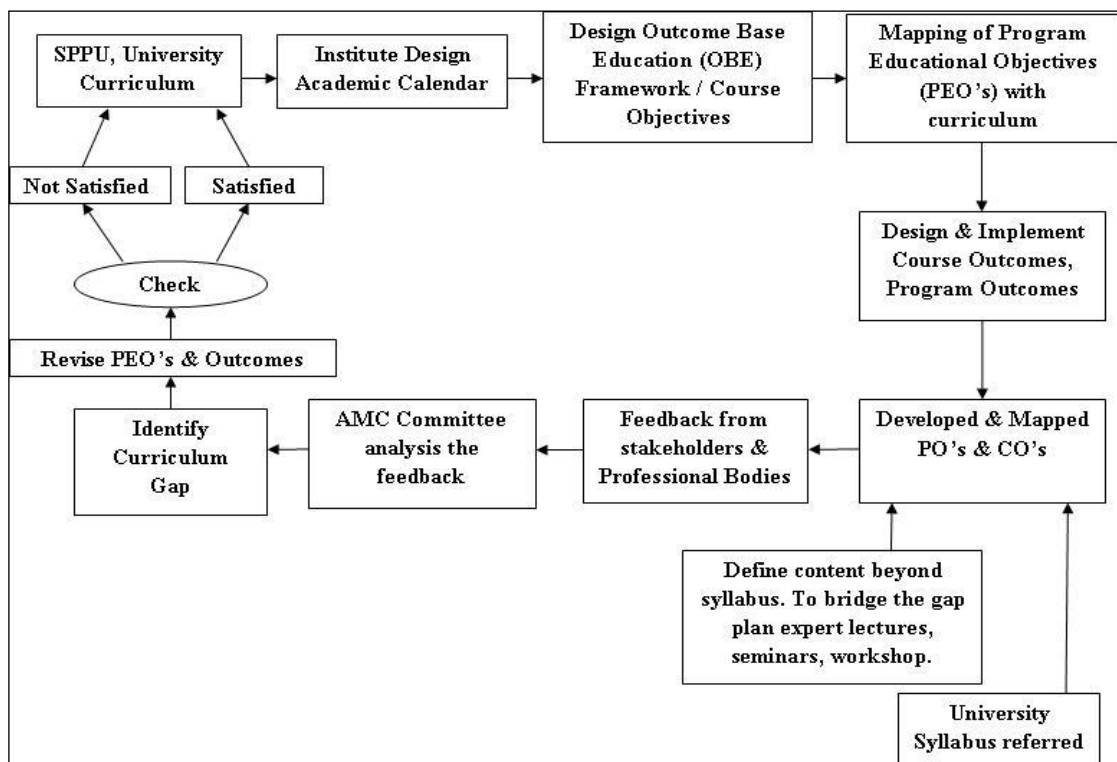 SPPU, University
Curriculum
Institute Design
Academic Calendar
Design Outcome Base
Education (OBE)
Framework / Course
Objectives
Mapping of Program
Educational Objectives
(PEO's) with
curriculum
Not Satisfied
Satisfied
Check
Design & Implement
Course Outcomes,
Program Outcomes
Revise PEO's & Outcomes
Identify
Curriculum
Gap
AMC Committee
analysis the
feedback
Feedback from
stakeholders &
Professional Bodies
Developed & Mapped
PO's & CO's
Define content beyond
syllabus. To bridge the gap
plan expert lectures,
seminars, workshop.
University
Syllabus referred